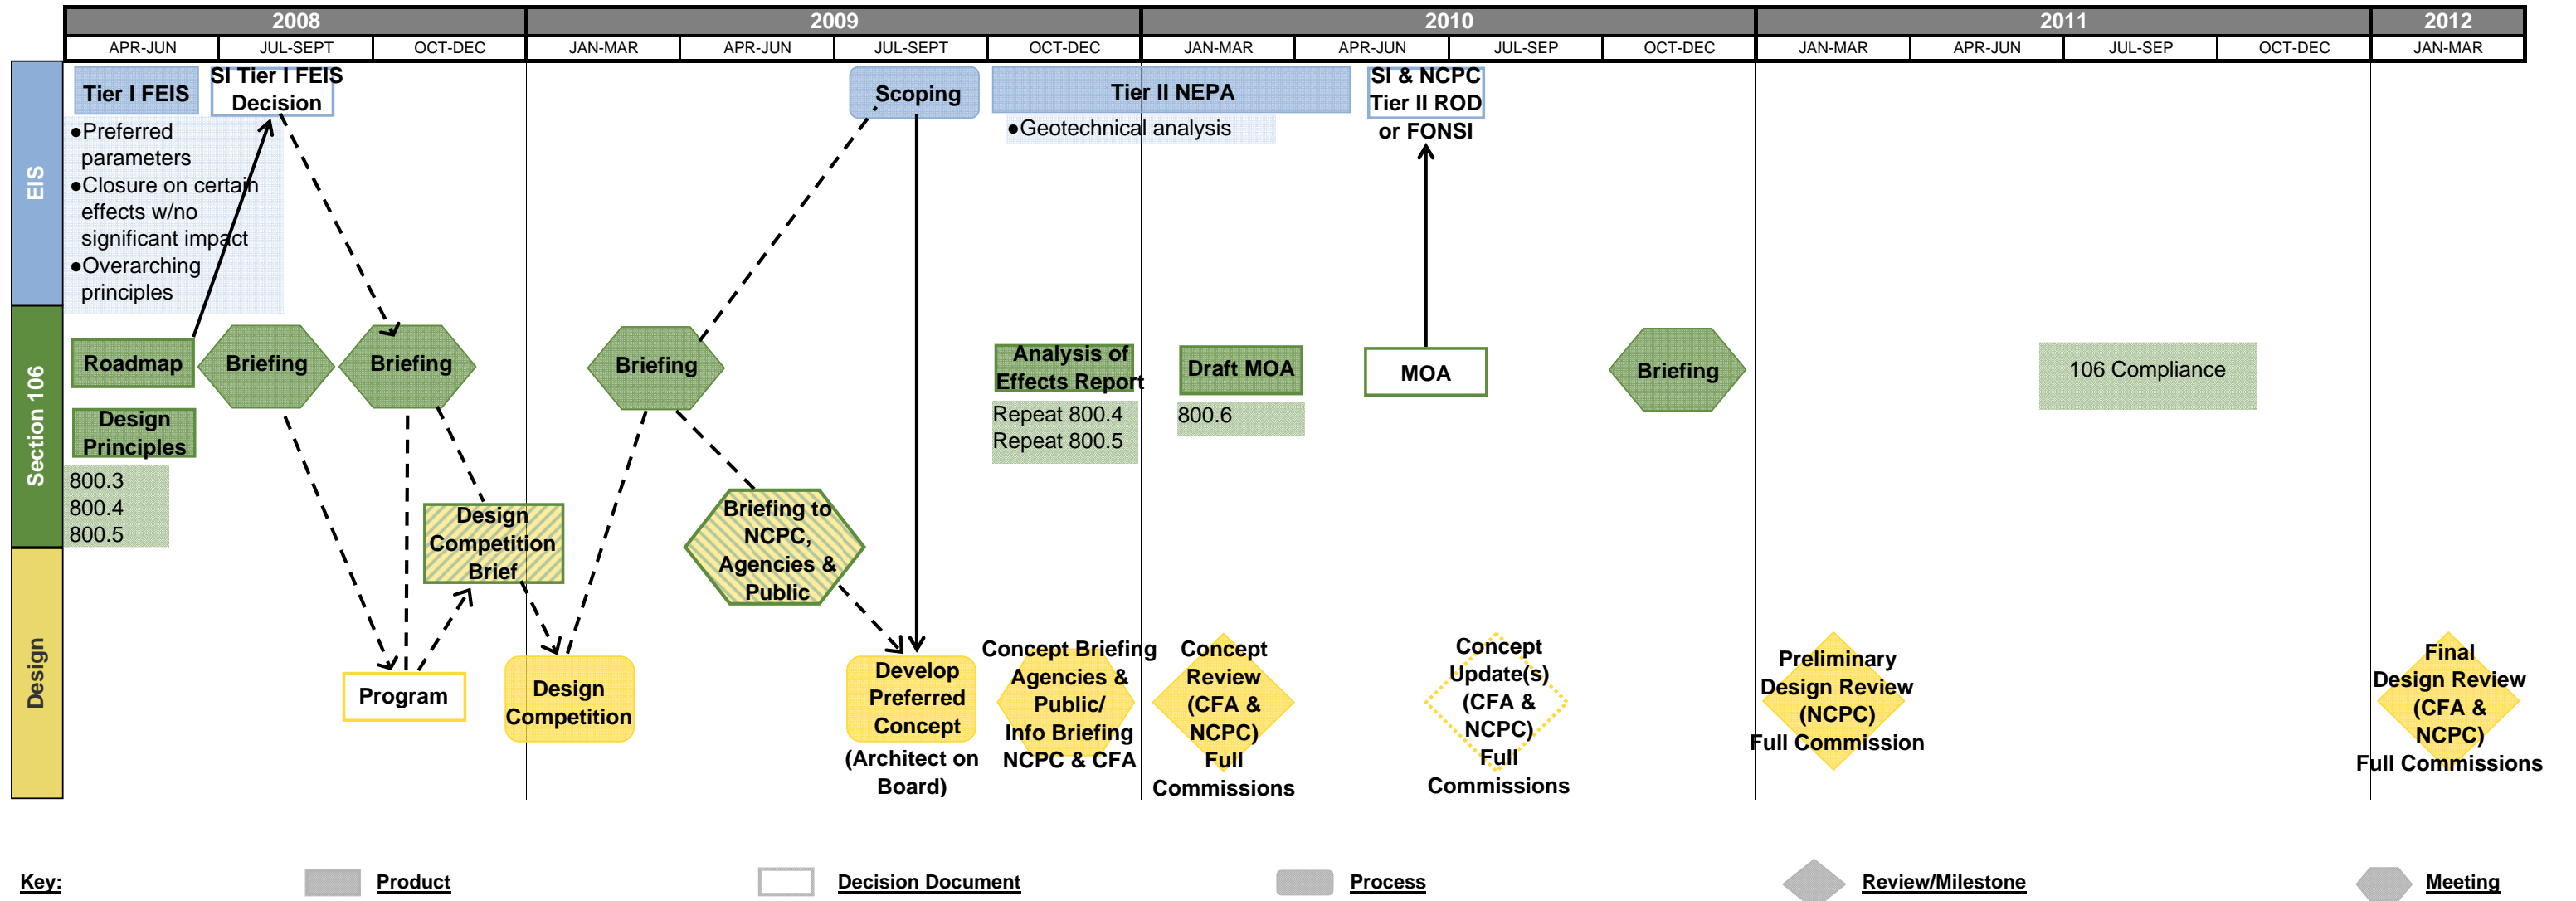 2008 2009 2010 2011 2012
APR-JUN JUL-SEPT OCT-DEC JAN-MAR APR-JUN JUL-SEPT OCT-DEC JAN-MAR APR-JUN JUL-SEP OCT-DEC JAN-MAR APR-JUN JUL-SEP OCT-DEC JAN-MAR
EIS
Tier I FEIS
●Preferred
parameters
●Closure on certain
effects w/no
significant impact
●Overarching
principles
SI Tier I FEIS
Decision
Scoping
Tier II NEPA
●Geotechnical analysis
SI & NCPC
Tier II ROD
or FONSI
Section 106
Roadmap
Design
Principles
800.3
800.4
800.5
Briefing
Briefing
Design
Competition
Brief
Briefing
Briefing to
NCPC,
Agencies &
Public
Analysis of
Effects Report
Repeat 800.4
Repeat 800.5
Draft MOA
800.6
MOA
Briefing
106 Compliance
Design
Program
Design
Competition
Develop
Preferred
Concept
(Architect on
Board)
Concept Briefing
Agencies &
Public/
Info Briefing
NCPC & CFA
Concept
Review
(CFA &
NCPC)
Full
Commissions
Concept
Update(s)
(CFA &
NCPC)
Full
Commissions
Preliminary
Design Review
(NCPC)
Full Commission
Final
Design Review
(CFA &
NCPC)
Full Commissions
Key: Product Decision Document Process Review/Milestone Meeting